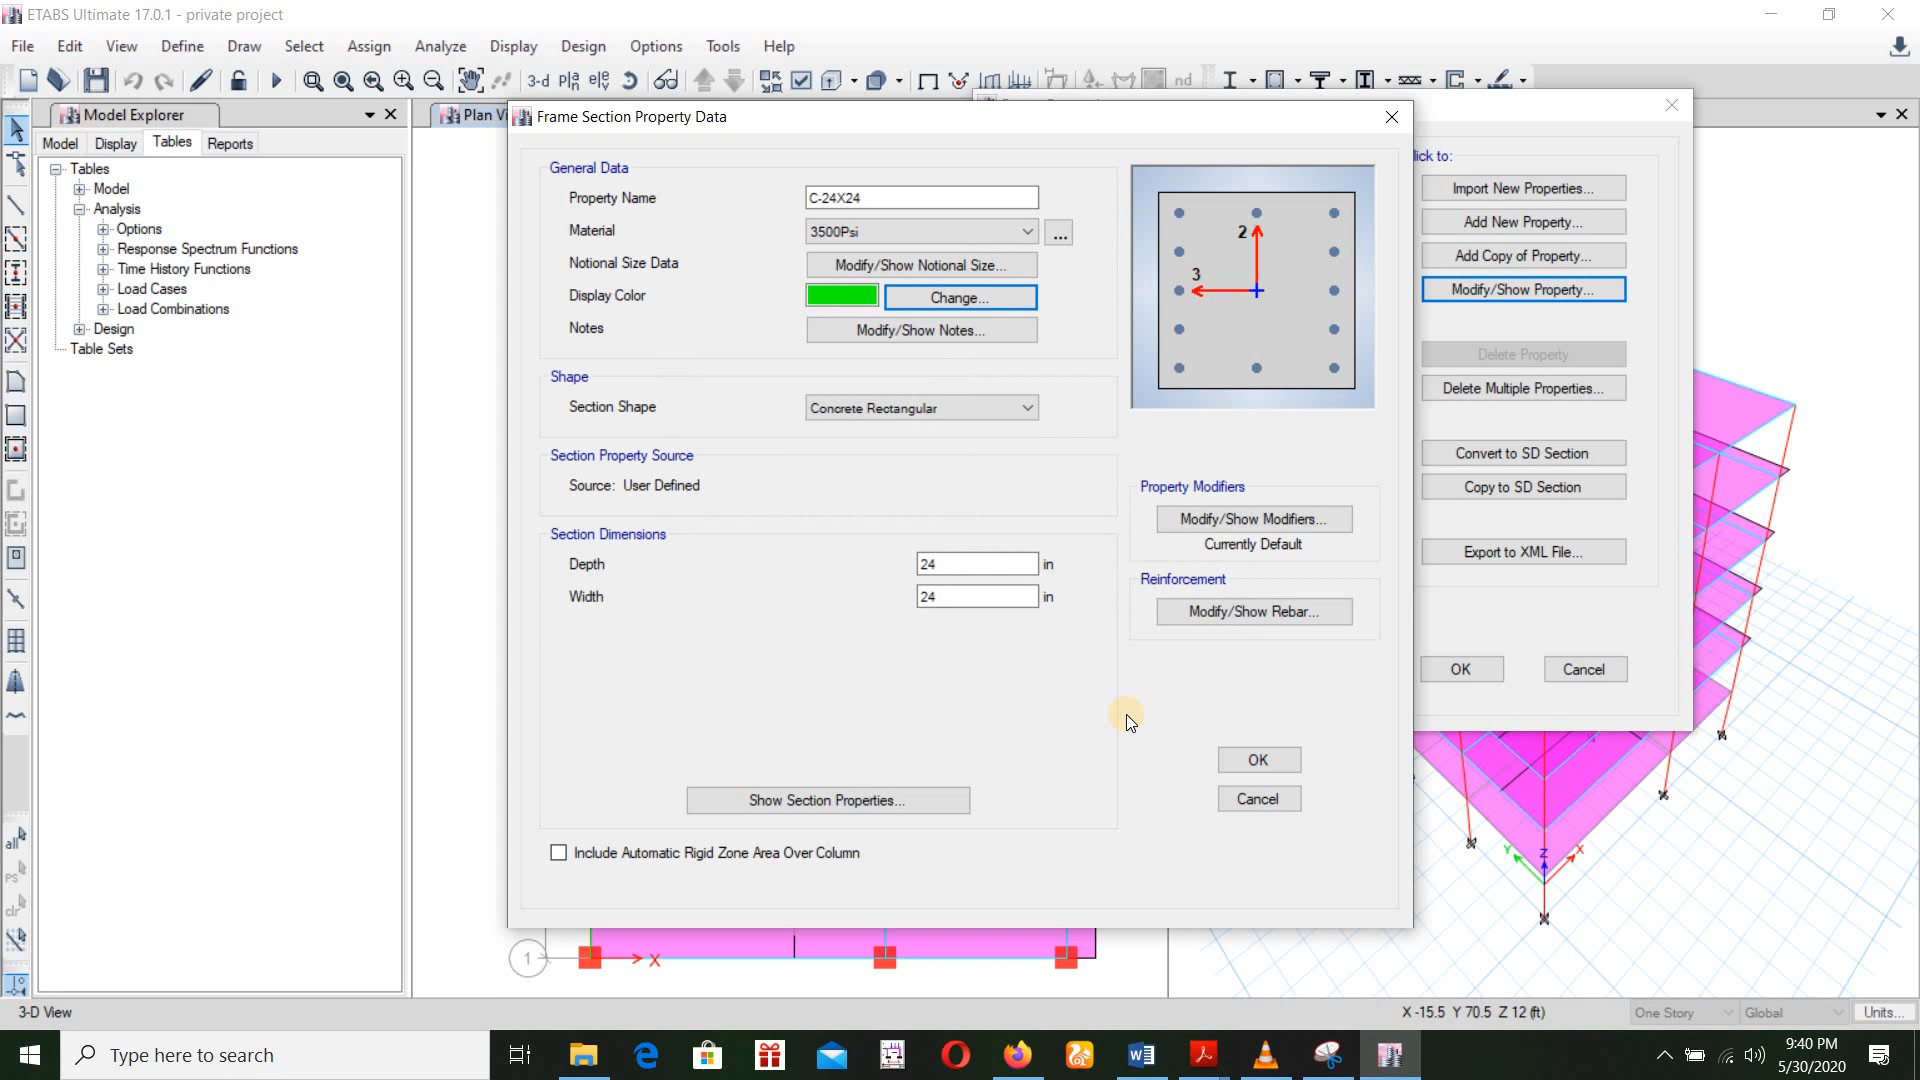 ETABS Ultimate 17.0.1 - private project
File Edit View Define Draw Select Assign Analyze Display Design Options Tools Help
3-d
nd
Model Explorer
Plan Vi
Frame Section Property Data
Model Display Tables Reports
Tables
Model
Analysis
Options
Response Spectrum Functions
Time History Functions
Load Cases
Load Combinations
Design
Table Sets
General Data
Property Name C-24X24
Material 3500Psi ...
Notional Size Data Modify/Show Notional Size...
Display Color Change...
Notes Modify/Show Notes...
Shape
Section Shape Concrete Rectangular
Section Property Source
Source: User Defined
Section Dimensions
Depth 24 in
Width 24 in
Show Section Properties...
Include Automatic Rigid Zone Area Over Column
2
3
Property Modifiers
Modify/Show Modifiers...
Currently Default
Reinforcement
Modify/Show Rebar...
OK
Cancel
lick to:
Import New Properties...
Add New Property...
Add Copy of Property...
Modify/Show Property...
Delete Property
Delete Multiple Properties...
Convert to SD Section
Copy to SD Section
Export to XML File...
OK Cancel
all
PS
clr
1 X
Y Z X
3-D View X -15.5 Y 70.5 Z 12 (ft) One Story Global Units...
Type here to search
9:40 PM
5/30/2020